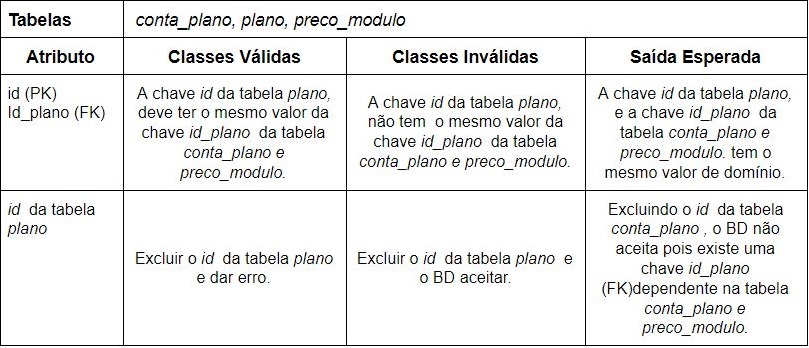 Tabelas
conta_plano, plano, preco_modulo
Atributo
Classes Válidas
Classes Inválidas
Saída Esperada
id (PK)
Id_plano (FK)
A chave id da tabela plano,
deve ter o mesmo valor da
chave id_plano da tabela
conta_plano e
preco_modulo.
A chave id da tabela plano,
não tem o mesmo valor da
chave id_plano da tabela
conta_plano e preco_modulo.
A chave id da tabela plano,
e a chave id_plano da
tabela conta_plano e
preco_modulo. tem o
mesmo valor de domínio.
id da tabela
plano
Excluir o id da tabela plano
e dar erro.
Excluir o id da tabela plano e
o BD aceitar.
Excluindo o id da tabela
conta_plano , o BD não
aceita pois existe uma
chave id_plano
(FK)dependente na tabela
conta_plano e
preco_modulo.